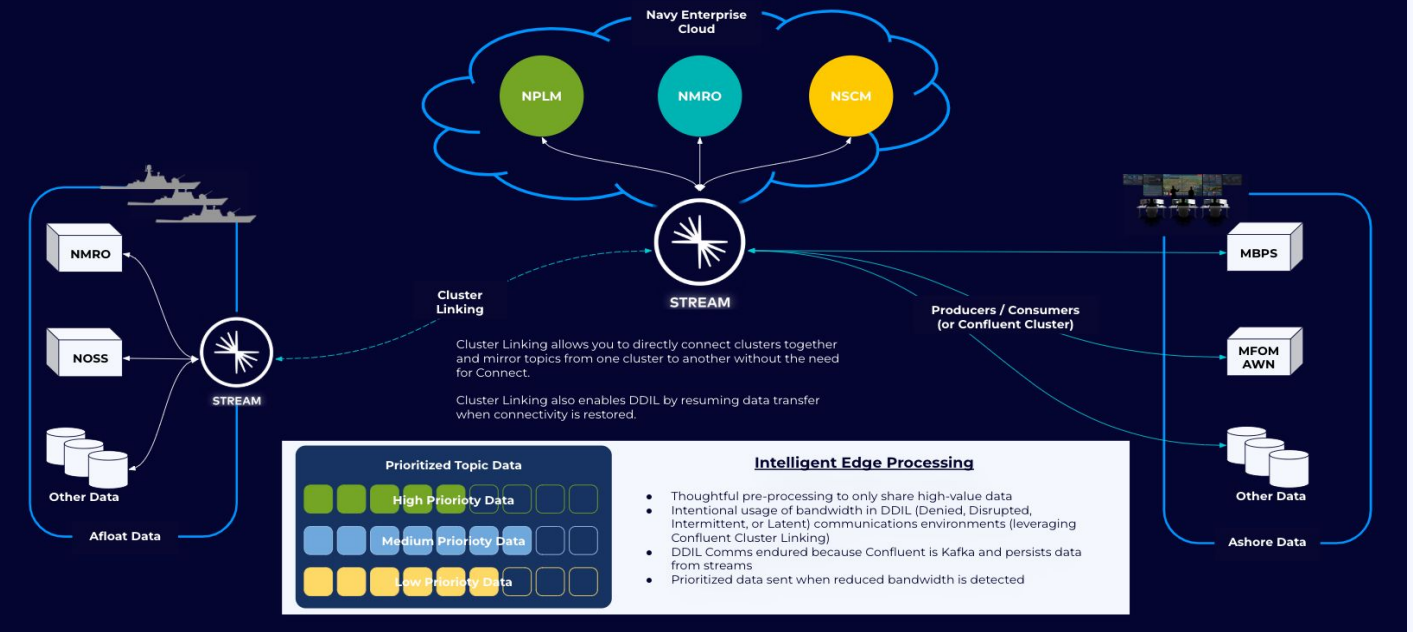 Navy Enterprise
Cloud
NPLM
NMRO
NSCM
STREAM
NMRO
NOSS
Other Data
Afloat Data
STREAM
Cluster
Linking
Cluster Linking allows you to directly connect clusters together
and mirror topics from one cluster to another without the need
for Connect.
Cluster Linking also enables DDIL by resuming data transfer
when connectivity is restored.
Producers / Consumers
(or Confluent Cluster)
MBPS
MFOM
AWN
Other Data
Ashore Data
Prioritized Topic Data
High Priorioty Data
Medium Priorioty Data
Low Priorioty Data
Intelligent Edge Processing
● Thoughtful pre-processing to only share high-value data
● Intentional usage of bandwidth in DDIL (Denied, Disrupted,
Intermittent, or Latent) communications environments (leveraging
Confluent Cluster Linking)
● DDIL Comms endured because Confluent is Kafka and persists data
from streams
● Prioritized data sent when reduced bandwidth is detected